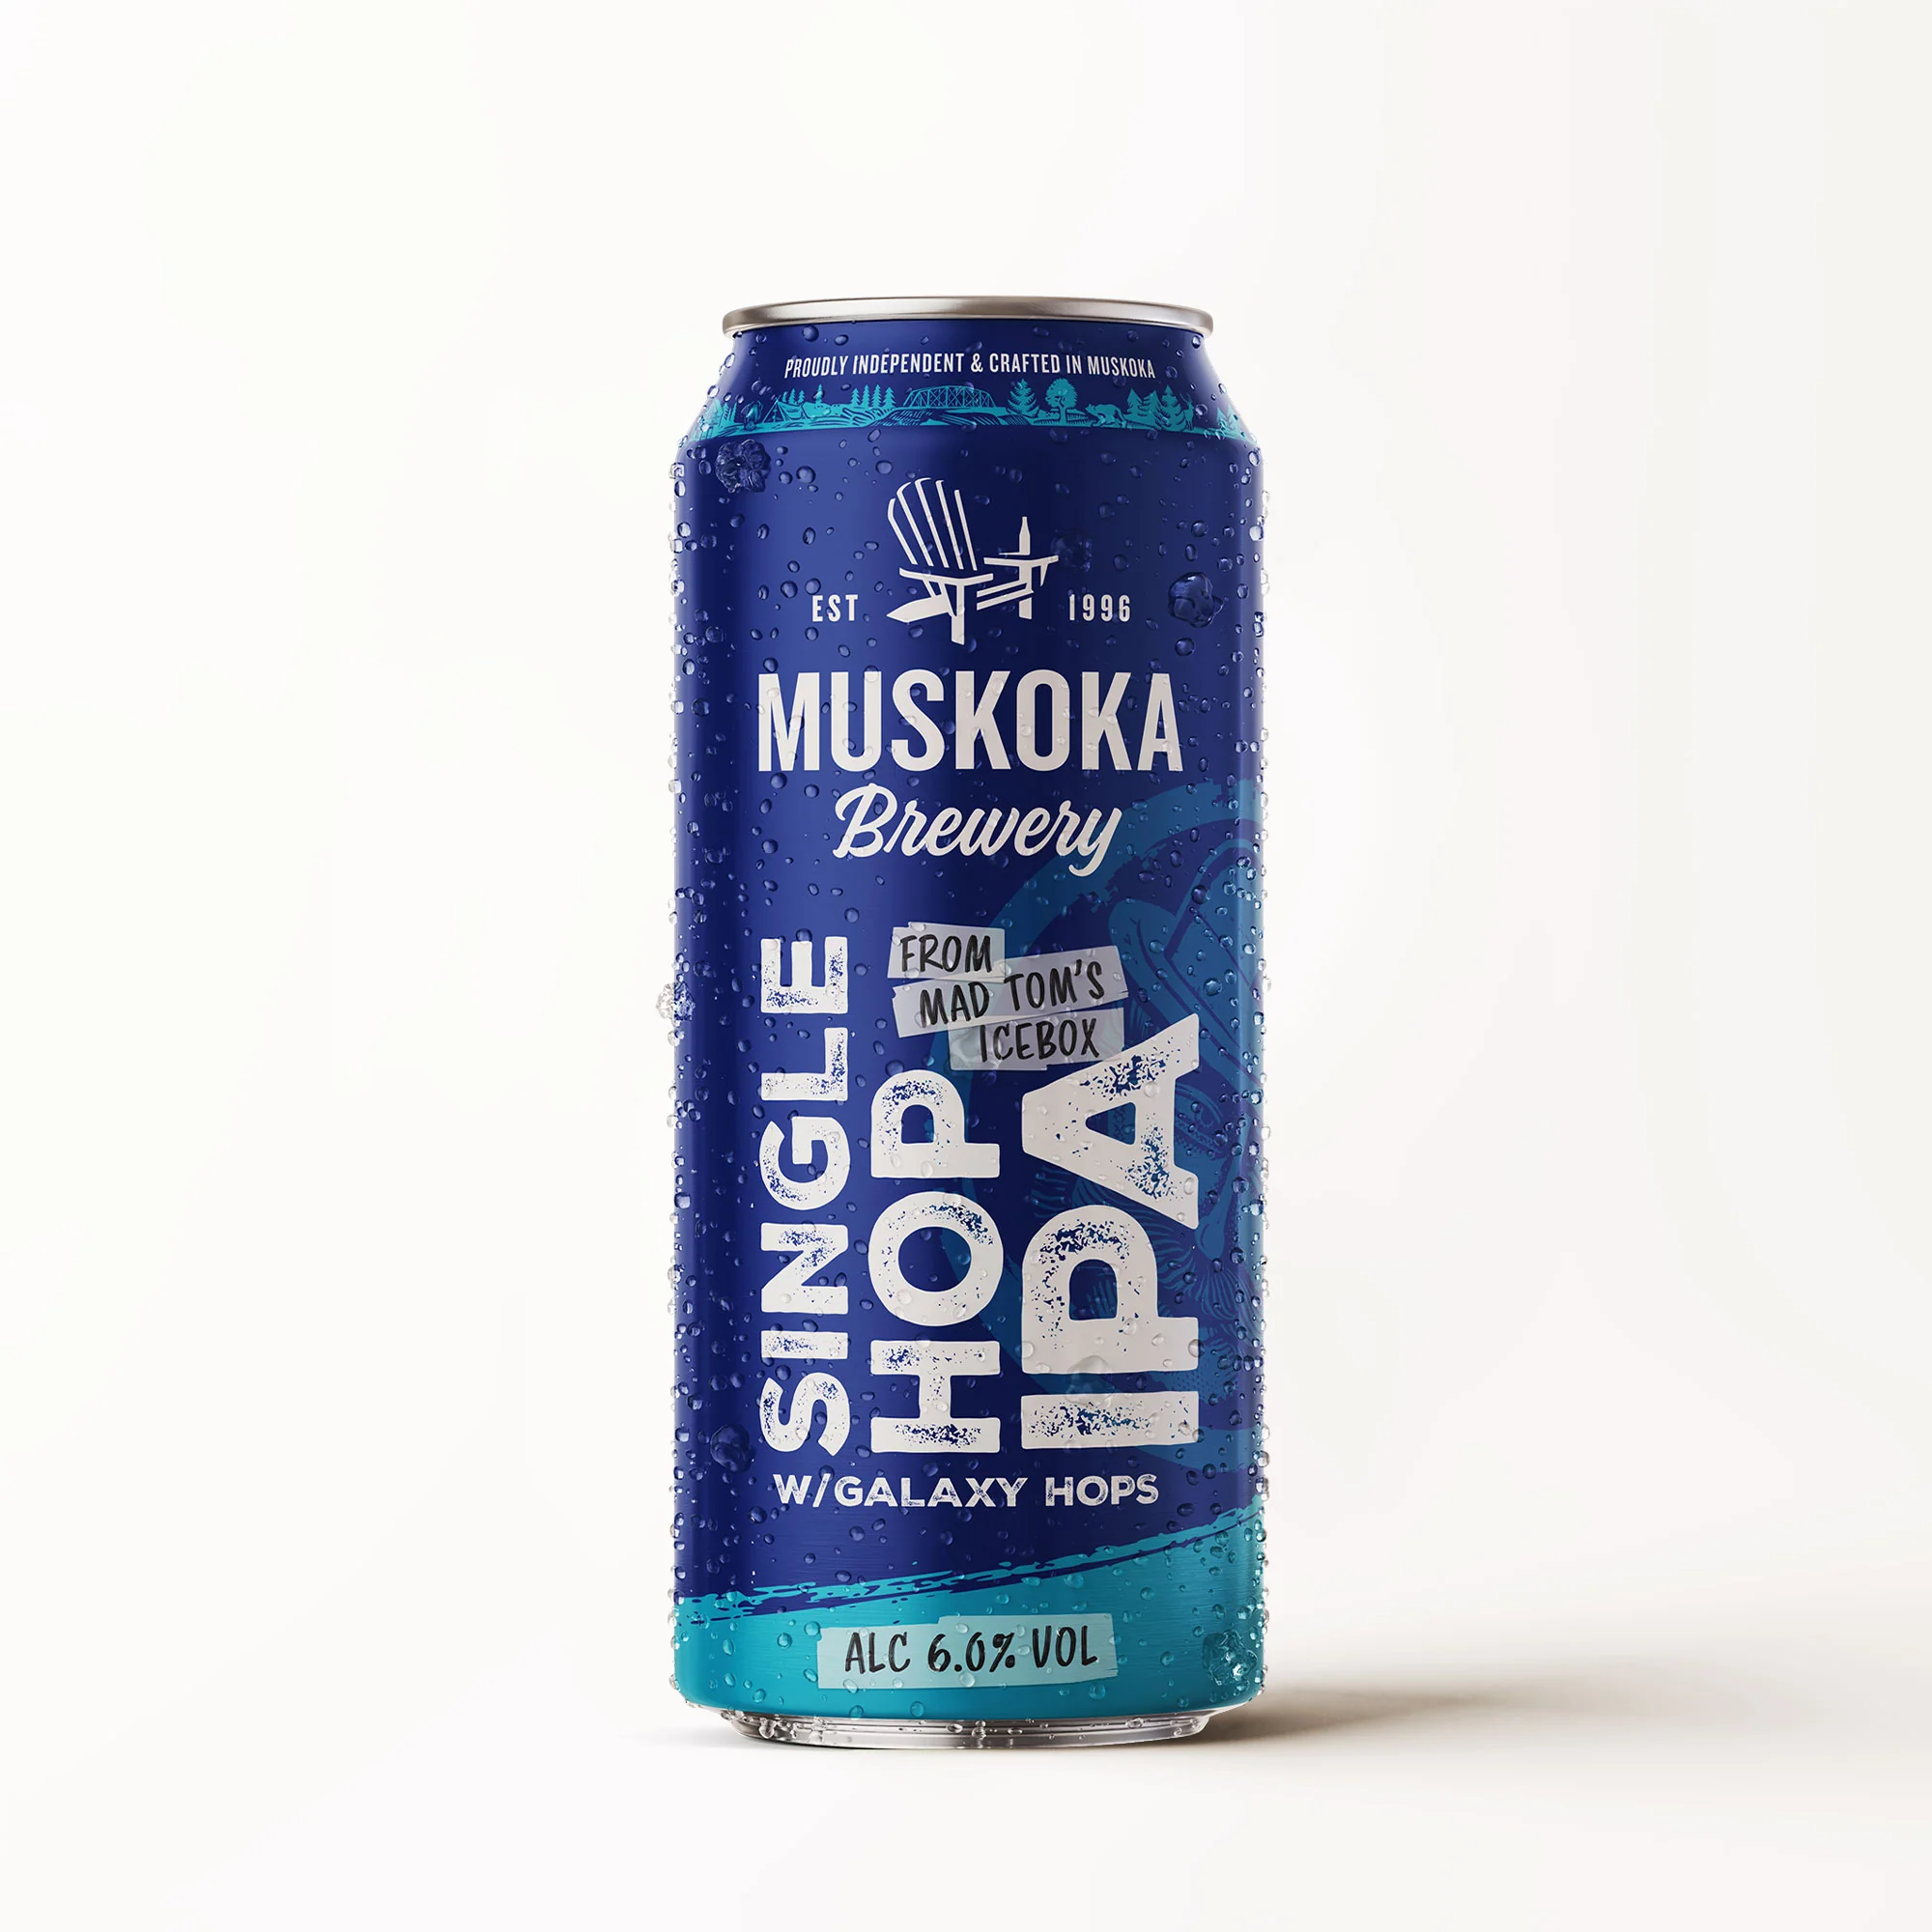 PROUDLY INDEPENDENT & CRAFTED IN MUSKOKA
EST 1996
MUSKOKA
Brewery
FROM
MAD TOM'S
ICEBOX
SINGLE
HOP
IPA
W/GALAXY HOPS
ALC 6.0% VOL